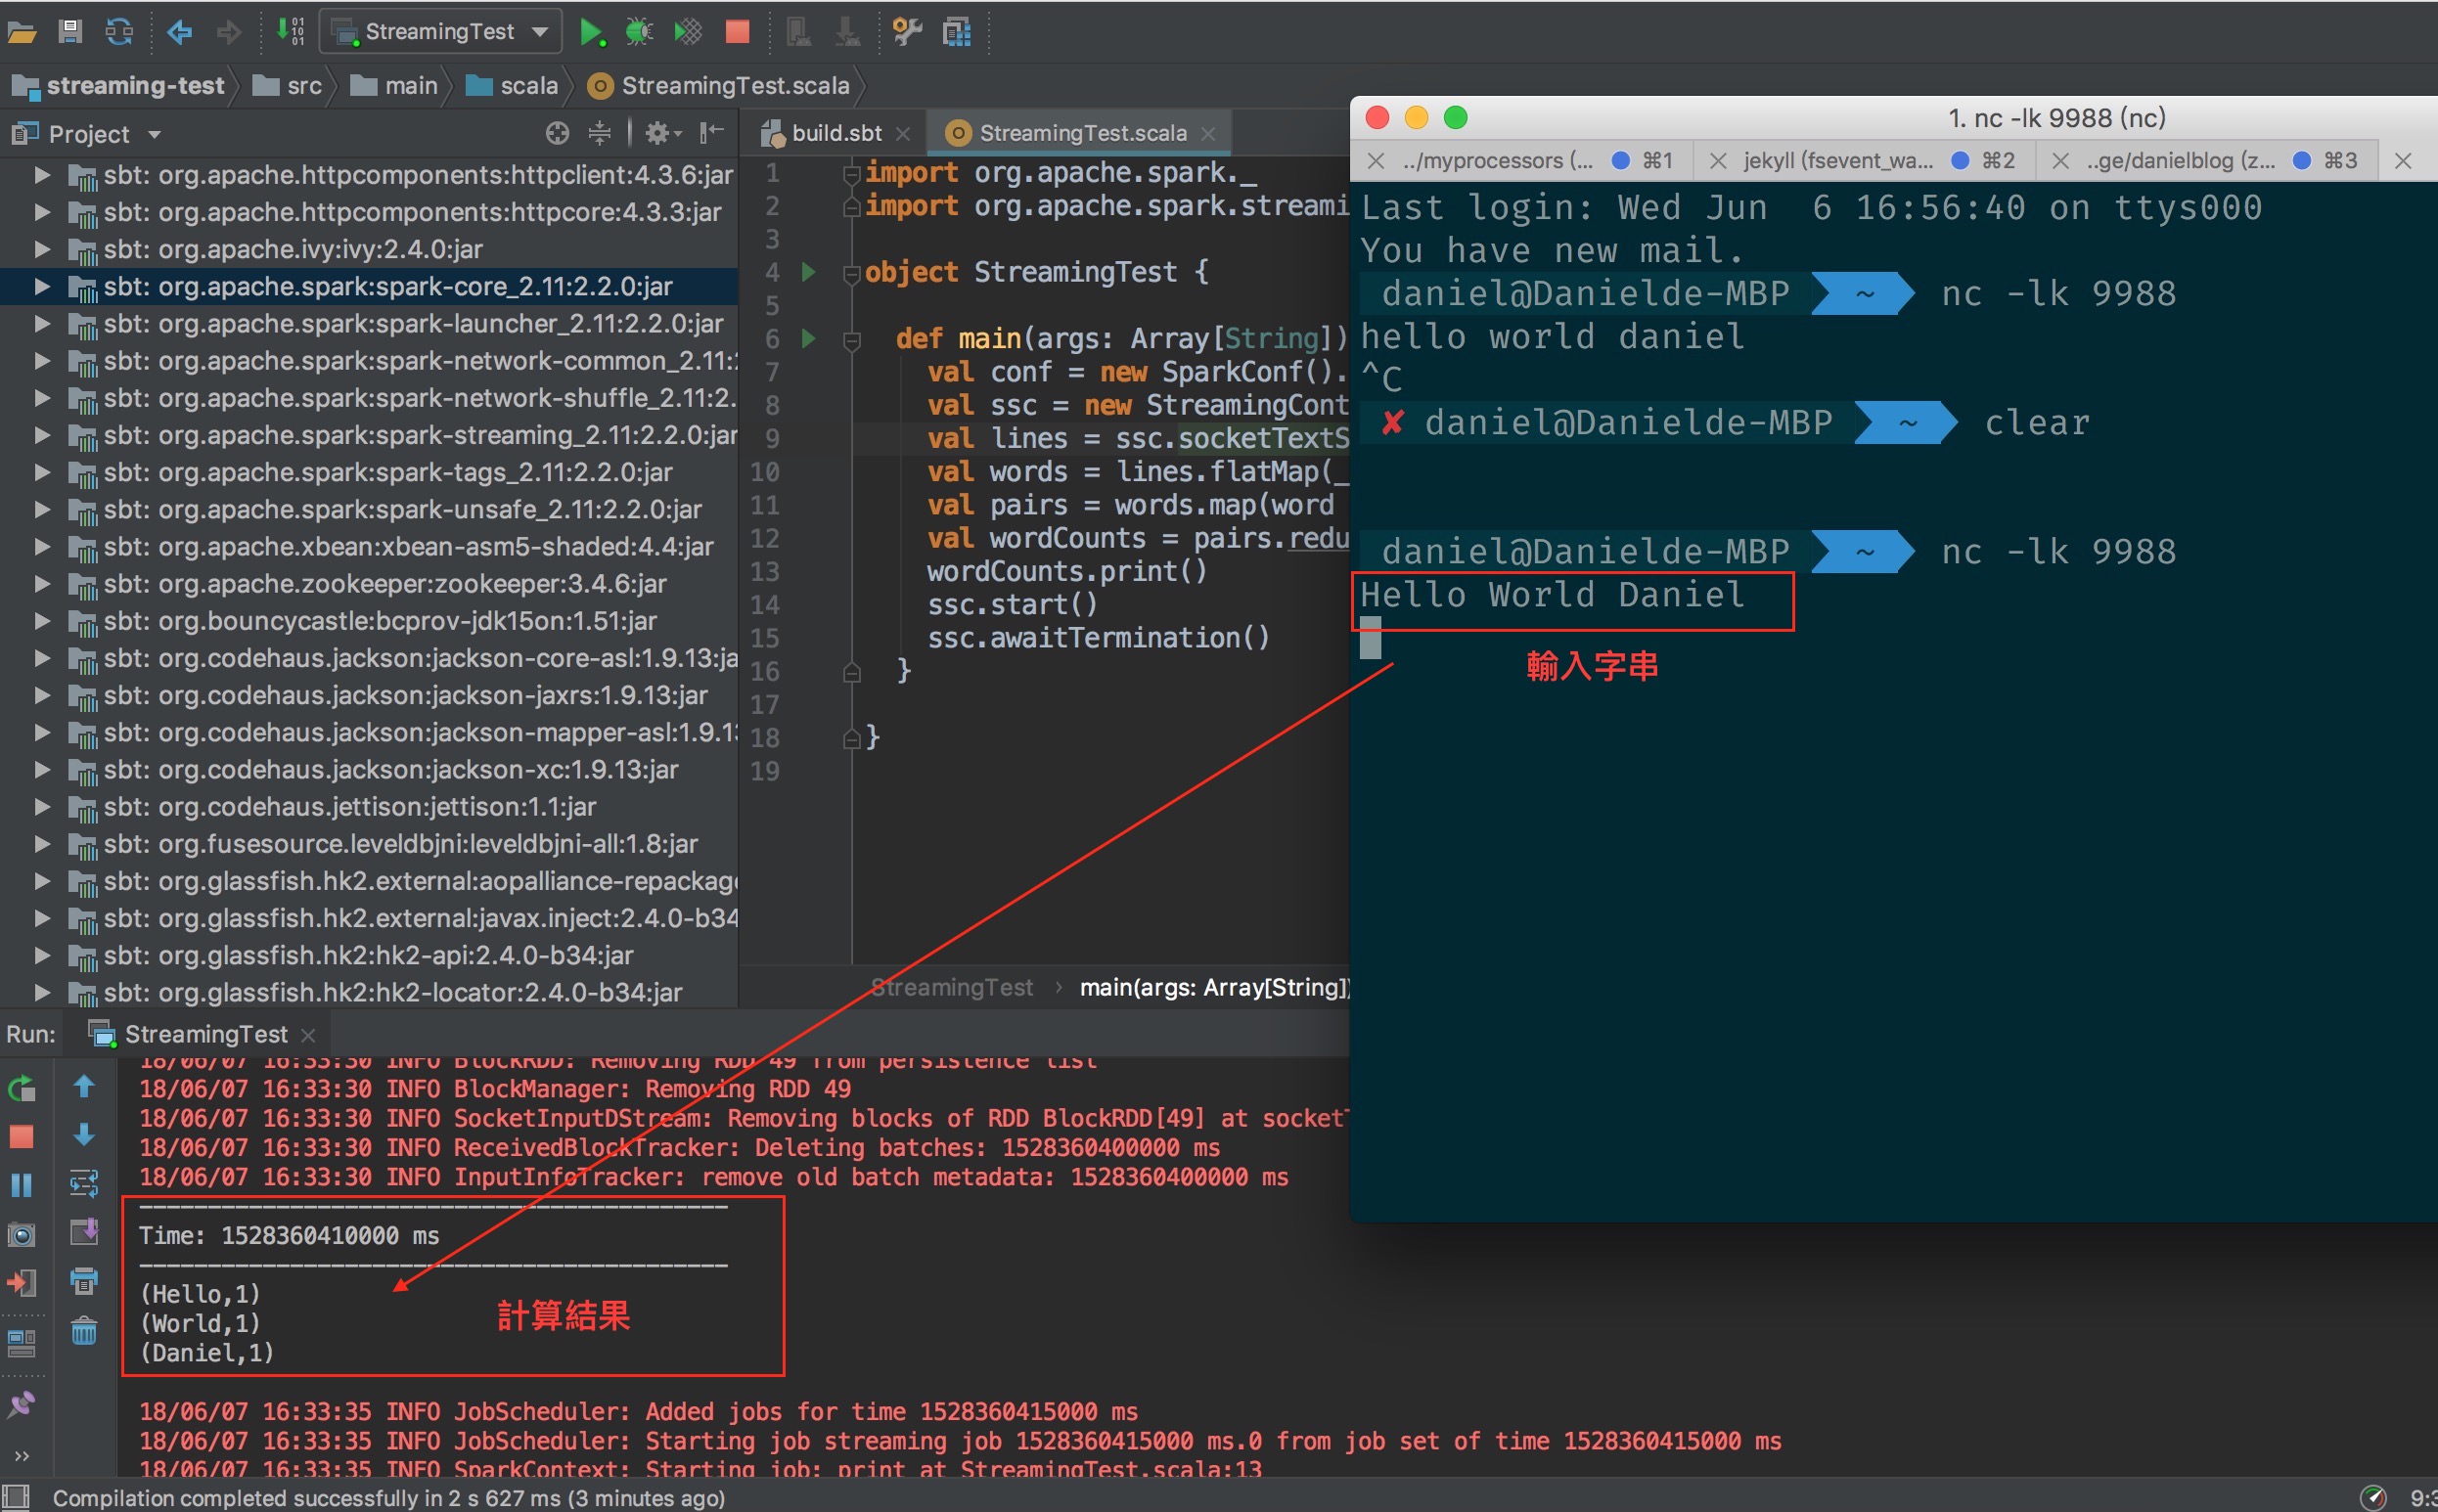 StreamingTest
streaming-test
src
main
scala
StreamingTest.scala
Project
sbt: org.apache.httpcomponents:httpclient:4.3.6:jar
sbt: org.apache.httpcomponents:httpcore:4.3.3:jar
sbt: org.apache.ivy:ivy:2.4.0:jar
sbt: org.apache.spark:spark-core_2.11:2.2.0:jar
sbt: org.apache.spark:spark-launcher_2.11:2.2.0:jar
sbt: org.apache.spark:spark-network-common_2.11:2
sbt: org.apache.spark:spark-network-shuffle_2.11:2.
sbt: org.apache.spark:spark-streaming_2.11:2.2.0:jar
sbt: org.apache.spark:spark-tags_2.11:2.2.0:jar
sbt: org.apache.spark:spark-unsafe_2.11:2.2.0:jar
sbt: org.apache.xbean:xbean-asm5-shaded:4.4:jar
sbt: org.apache.zookeeper:zookeeper:3.4.6:jar
sbt: org.bouncycastle:bcprov-jdk15on:1.51:jar
sbt: org.codehaus.jackson:jackson-core-asl:1.9.13:ja
sbt: org.codehaus.jackson:jackson-jaxrs:1.9.13:jar
sbt: org.codehaus.jackson:jackson-mapper-asl:1.9.13
sbt: org.codehaus.jackson:jackson-xc:1.9.13:jar
sbt: org.codehaus.jettison:jettison:1.1:jar
sbt: org.fusesource.leveldbjni:leveldbjni-all:1.8:jar
sbt: org.glassfish.hk2.external:aopalliance-repackage
sbt: org.glassfish.hk2.external:javax.inject:2.4.0-b34
sbt: org.glassfish.hk2:hk2-api:2.4.0-b34:jar
sbt: org.glassfish.hk2:hk2-locator:2.4.0-b34:jar
build.sbt
StreamingTest.scala
1 import org.apache.spark._
2 import org.apache.spark.streami
3
4 object StreamingTest {
5
6 def main(args: Array[String])
7 val conf = new SparkConf().
8 val ssc = new StreamingCont
9 val lines = ssc.socketTextS
10 val words = lines.flatMap(_
11 val pairs = words.map(word
12 val wordCounts = pairs.redu
13 wordCounts.print()
14 ssc.start()
15 ssc.awaitTermination()
16 }
17
18 }
19
StreamingTest › main(args: Array[String])
1. nc -lk 9988 (nc)
../myprocessors (... ⌘1
jekyll (fsevent_wa... ⌘2
..ge/danielblog (z... ⌘3
Last login: Wed Jun  6 16:56:40 on ttys000
You have new mail.
daniel@Danielde-MBP ~ nc -lk 9988
hello world daniel
^C
✘ daniel@Danielde-MBP ~ clear
daniel@Danielde-MBP ~ nc -lk 9988
Hello World Daniel
輸入字串
Run: StreamingTest
18/06/07 16:33:30 INFO BlockRDD: Removing RDD 49 from persistence list
18/06/07 16:33:30 INFO BlockManager: Removing RDD 49
18/06/07 16:33:30 INFO SocketInputDStream: Removing blocks of RDD BlockRDD[49] at socketT
18/06/07 16:33:30 INFO ReceivedBlockTracker: Deleting batches: 1528360400000 ms
18/06/07 16:33:30 INFO InputInfoTracker: remove old batch metadata: 1528360400000 ms
-------------------------------------------
Time: 1528360410000 ms
-------------------------------------------
(Hello,1)
(World,1)
(Daniel,1)
計算結果
18/06/07 16:33:35 INFO JobScheduler: Added jobs for time 1528360415000 ms
18/06/07 16:33:35 INFO JobScheduler: Starting job streaming job 1528360415000 ms.0 from job set of time 1528360415000 ms
18/06/07 16:33:35 INFO SparkContext: Starting job: print at StreamingTest.scala:13
Compilation completed successfully in 2 s 627 ms (3 minutes ago)